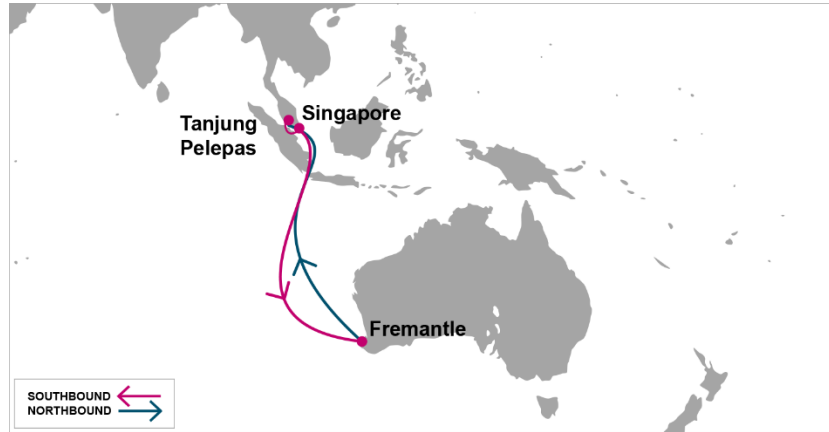 Singapore
Tanjung
Pelepas
Fremantle
SOUTHBOUND
NORTHBOUND